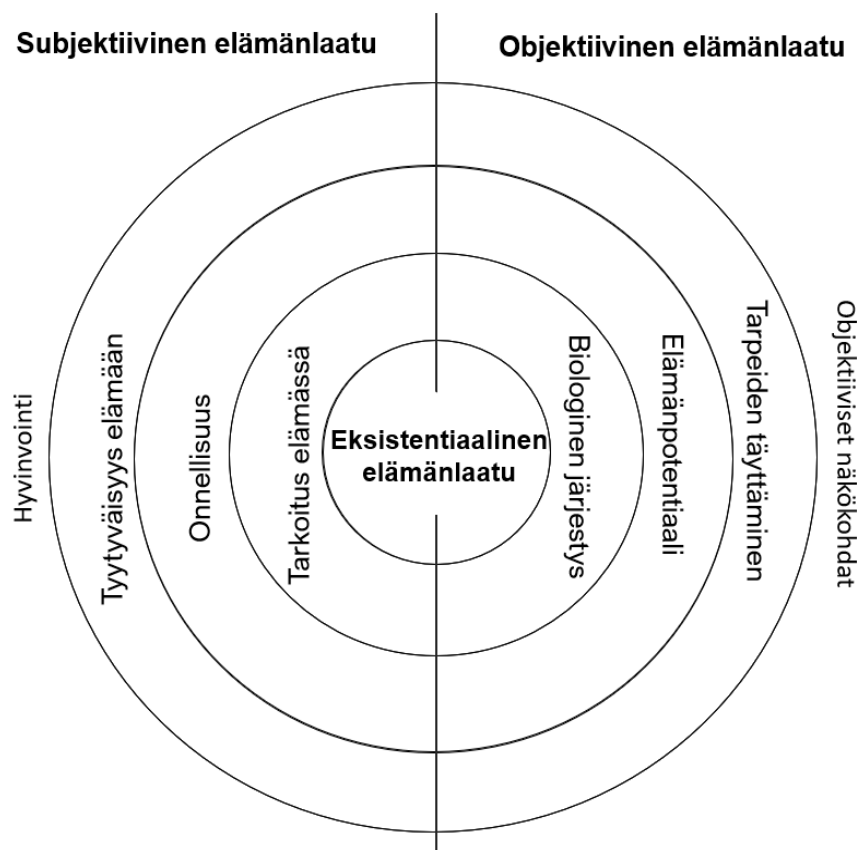 Subjektiivinen elämänlaatu
Objektiivinen elämänlaatu
Hyvinvointi
Tyytyväisyys elämään
Onnellisuus
Tarkoitus elämässä
Eksistentiaalinen
elämänlaatu
Biologinen järjestys
Elämänpotentiaali
Tarpeiden täyttäminen
Objektiiviset näkökohdat